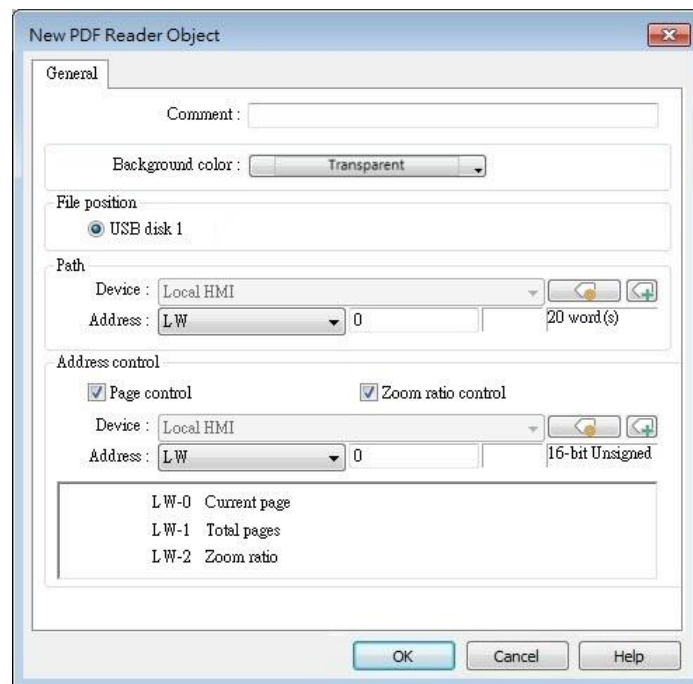 New PDF Reader Object
General
Comment :
Background color : Transparent
File position
USB disk 1
Path
Device : Local HMI
Address : LW 0 20 word(s)
Address control
Page control Zoom ratio control
Device : Local HMI
Address : LW 0 16-bit Unsigned
LW-0 Current page
LW-1 Total pages
LW-2 Zoom ratio
OK Cancel Help